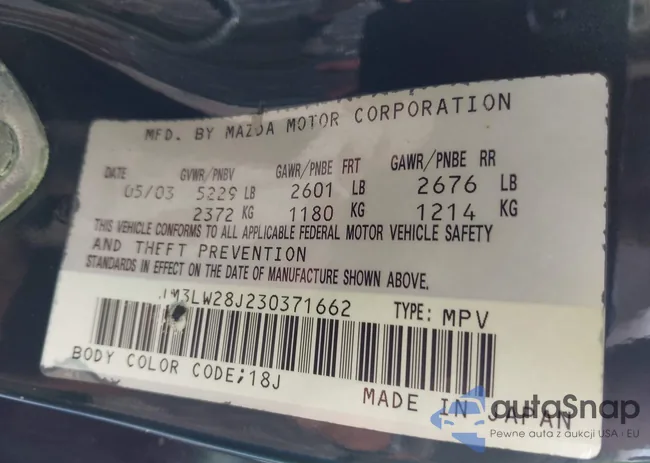 MFD. BY MAZDA MOTOR CORPORATION
DATE GVWR/PNBV GAWR/PNBE FRT GAWR/PNBE RR
05/03 5229 LB 2601 LB 2676 LB
2372 KG 1180 KG 1214 KG
THIS VEHICLE CONFORMS TO ALL APPLICABLE FEDERAL MOTOR VEHICLE SAFETY
AND THEFT PREVENTION
STANDARDS IN EFFECT ON THE DATE OF MANUFACTURE SHOWN ABOVE.
JM3LW28J230371662 TYPE: MPV
BODY COLOR CODE;18J
MADE IN JAPAN
autoSnap
Pewne auta z aukcji USA i EU